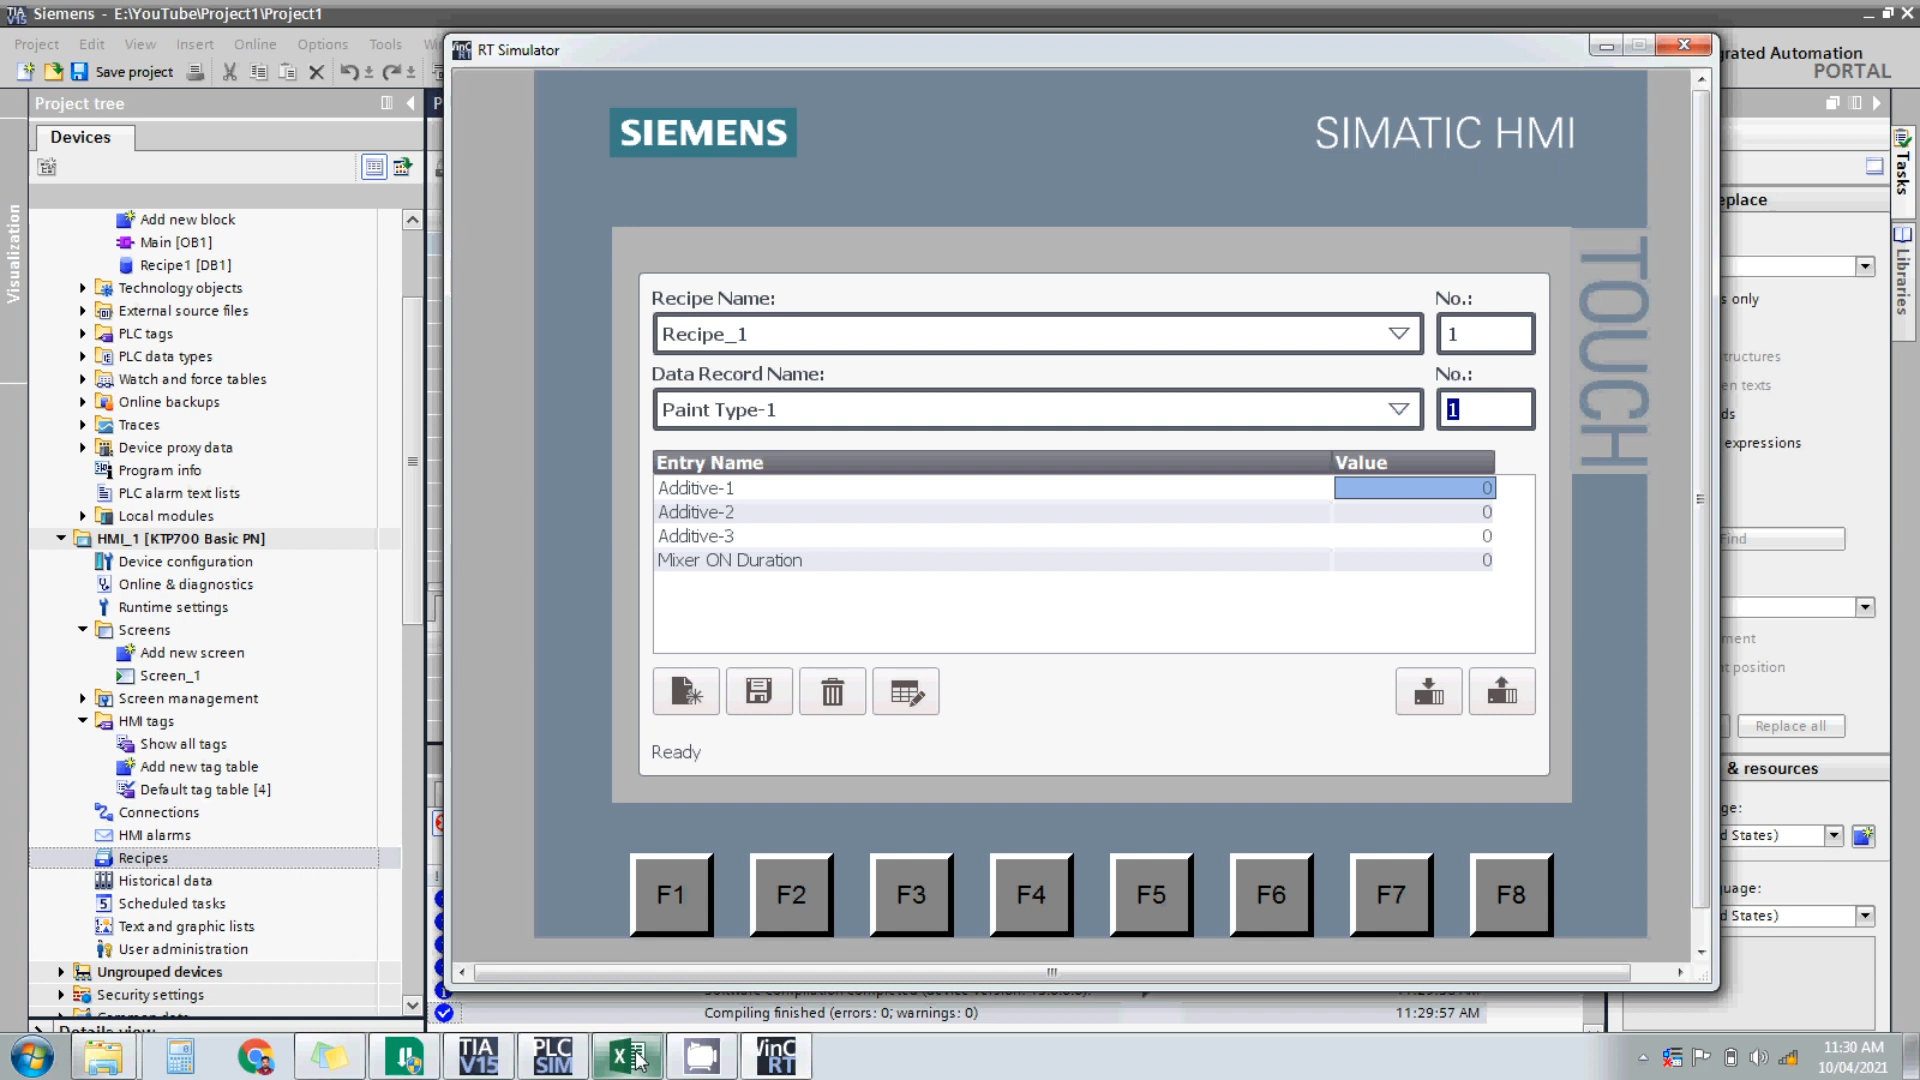 Siemens - E:\YouTube\Project1\Project1
Project Edit View Insert Online Options Tools
RT Simulator
Save project
Automation
PORTAL
Project tree
Devices
Visualization
Add new block
Main [OB1]
Recipe1 [DB1]
Technology objects
External source files
PLC tags
PLC data types
Watch and force tables
Online backups
Traces
Device proxy data
Program info
PLC alarm text lists
Local modules
HMI_1 [KTP700 Basic PN]
Device configuration
Online & diagnostics
Runtime settings
Screens
Add new screen
Screen_1
Screen management
HMI tags
Show all tags
Add new tag table
Default tag table [4]
Connections
HMI alarms
Recipes
Historical data
Scheduled tasks
Text and graphic lists
User administration
Ungrouped devices
Security settings
Details view
SIEMENS
SIMATIC HMI
TOUCH
Recipe Name:
No.:
Recipe_1
1
Data Record Name:
No.:
Paint Type-1
1
Entry Name Value
Additive-1 0
Additive-2 0
Additive-3 0
Mixer ON Duration 0
Ready
F1 F2 F3 F4 F5 F6 F7 F8
Compiling finished (errors: 0; warnings: 0) 11:29:57 AM
Tasks
Libraries
only
expressions
position
Replace all
& resources
States)
States)
TIA
V15
PLC
SIM
RT
11:30 AM
10/04/2021